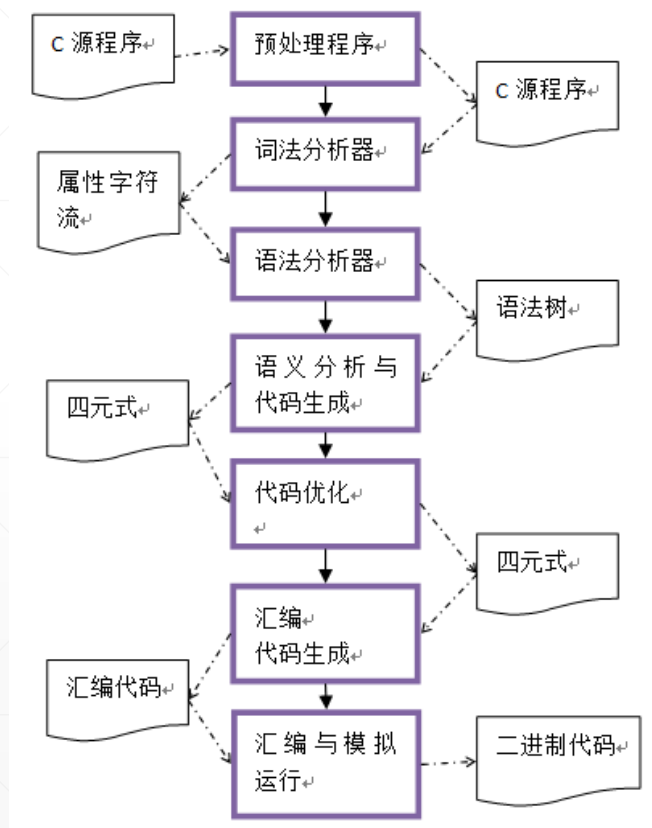 C 源程序
预处理程序
C 源程序
词法分析器
属性字符
流
语法分析器
语法树
语义分析与
代码生成
四元式
代码优化
四元式
汇编
代码生成
汇编代码
汇编与模拟
运行
二进制代码